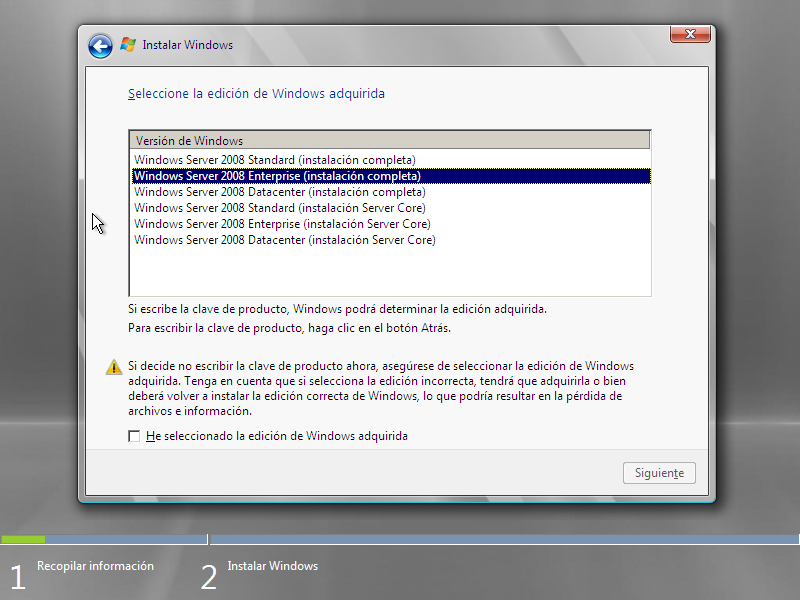 Instalar Windows
Seleccione la edición de Windows adquirida
Versión de Windows
Windows Server 2008 Standard (instalación completa)
Windows Server 2008 Enterprise (instalación completa)
Windows Server 2008 Datacenter (instalación completa)
Windows Server 2008 Standard (instalación Server Core)
Windows Server 2008 Enterprise (instalación Server Core)
Windows Server 2008 Datacenter (instalación Server Core)
Si escribe la clave de producto, Windows podrá determinar la edición adquirida.
Para escribir la clave de producto, haga clic en el botón Atrás.
Si decide no escribir la clave de producto ahora, asegúrese de seleccionar la edición de Windows
adquirida. Tenga en cuenta que si selecciona la edición incorrecta, tendrá que adquirirla o bien
deberá volver a instalar la edición correcta de Windows, lo que podría resultar en la pérdida de
archivos e información.
He seleccionado la edición de Windows adquirida
Siguiente
1 Recopilar información
2 Instalar Windows